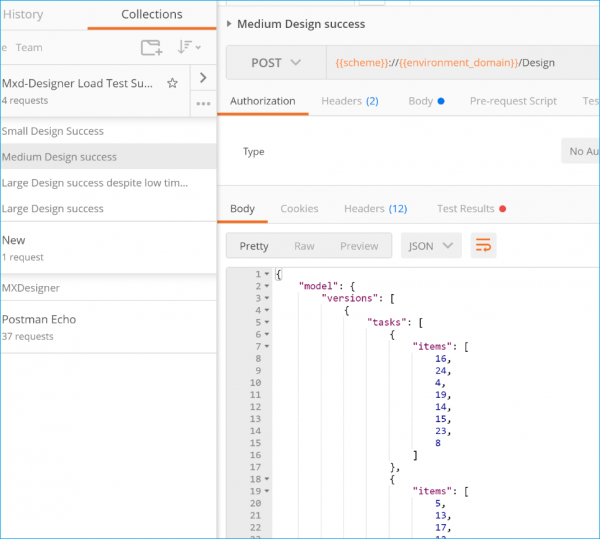 History
Collections
e Team
Mxd-Designer Load Test Su...
4 requests
Small Design Success
Medium Design success
Large Design success despite low tim...
Large Design success
New
1 request
MXDesigner
Postman Echo
37 requests
Medium Design success
POST
{{scheme}}://{{environment_domain}}/Design
Authorization
Headers (2)
Body
Pre-request Script
Tes
Type
No Au
Body
Cookies
Headers (12)
Test Results
Pretty
Raw
Preview
JSON
1 {
2 "model": {
3 "versions": [
4 {
5 "tasks": [
6 {
7 "items": [
8 16,
9 24,
10 4,
11 19,
12 14,
13 15,
14 23,
15 8
16 ]
17 },
18 {
19 "items": [
20 5,
21 13,
22 17,
23